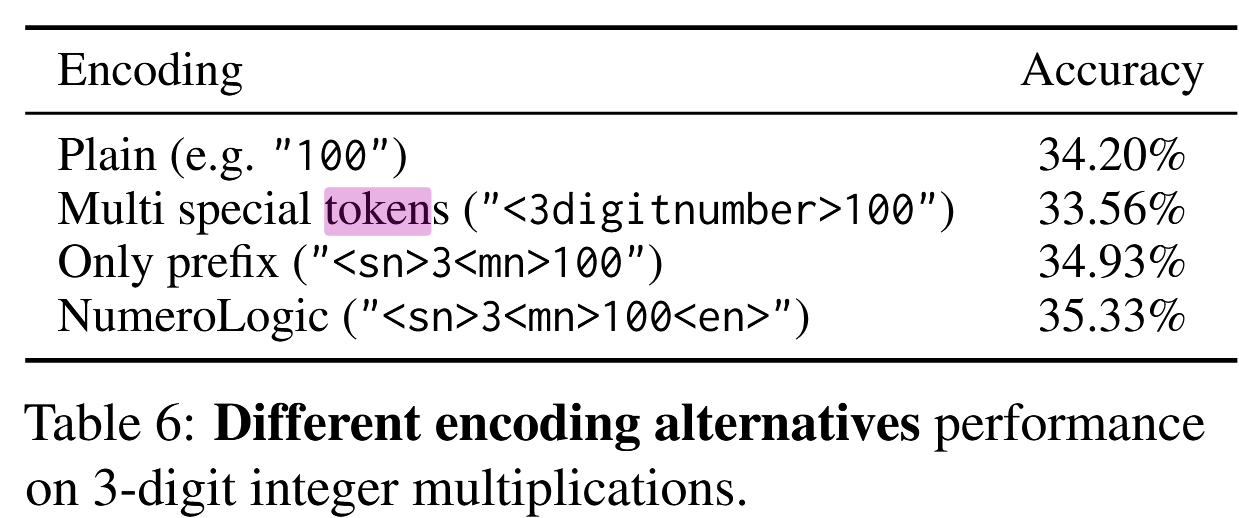 Encoding Accuracy
Plain (e.g. "100") 34.20%
Multi special tokens ("<3digitnumber>100") 33.56%
Only prefix ("<sn>3<mn>100") 34.93%
NumeroLogic ("<sn>3<mn>100<en>") 35.33%
Table 6: Different encoding alternatives performance
on 3-digit integer multiplications.